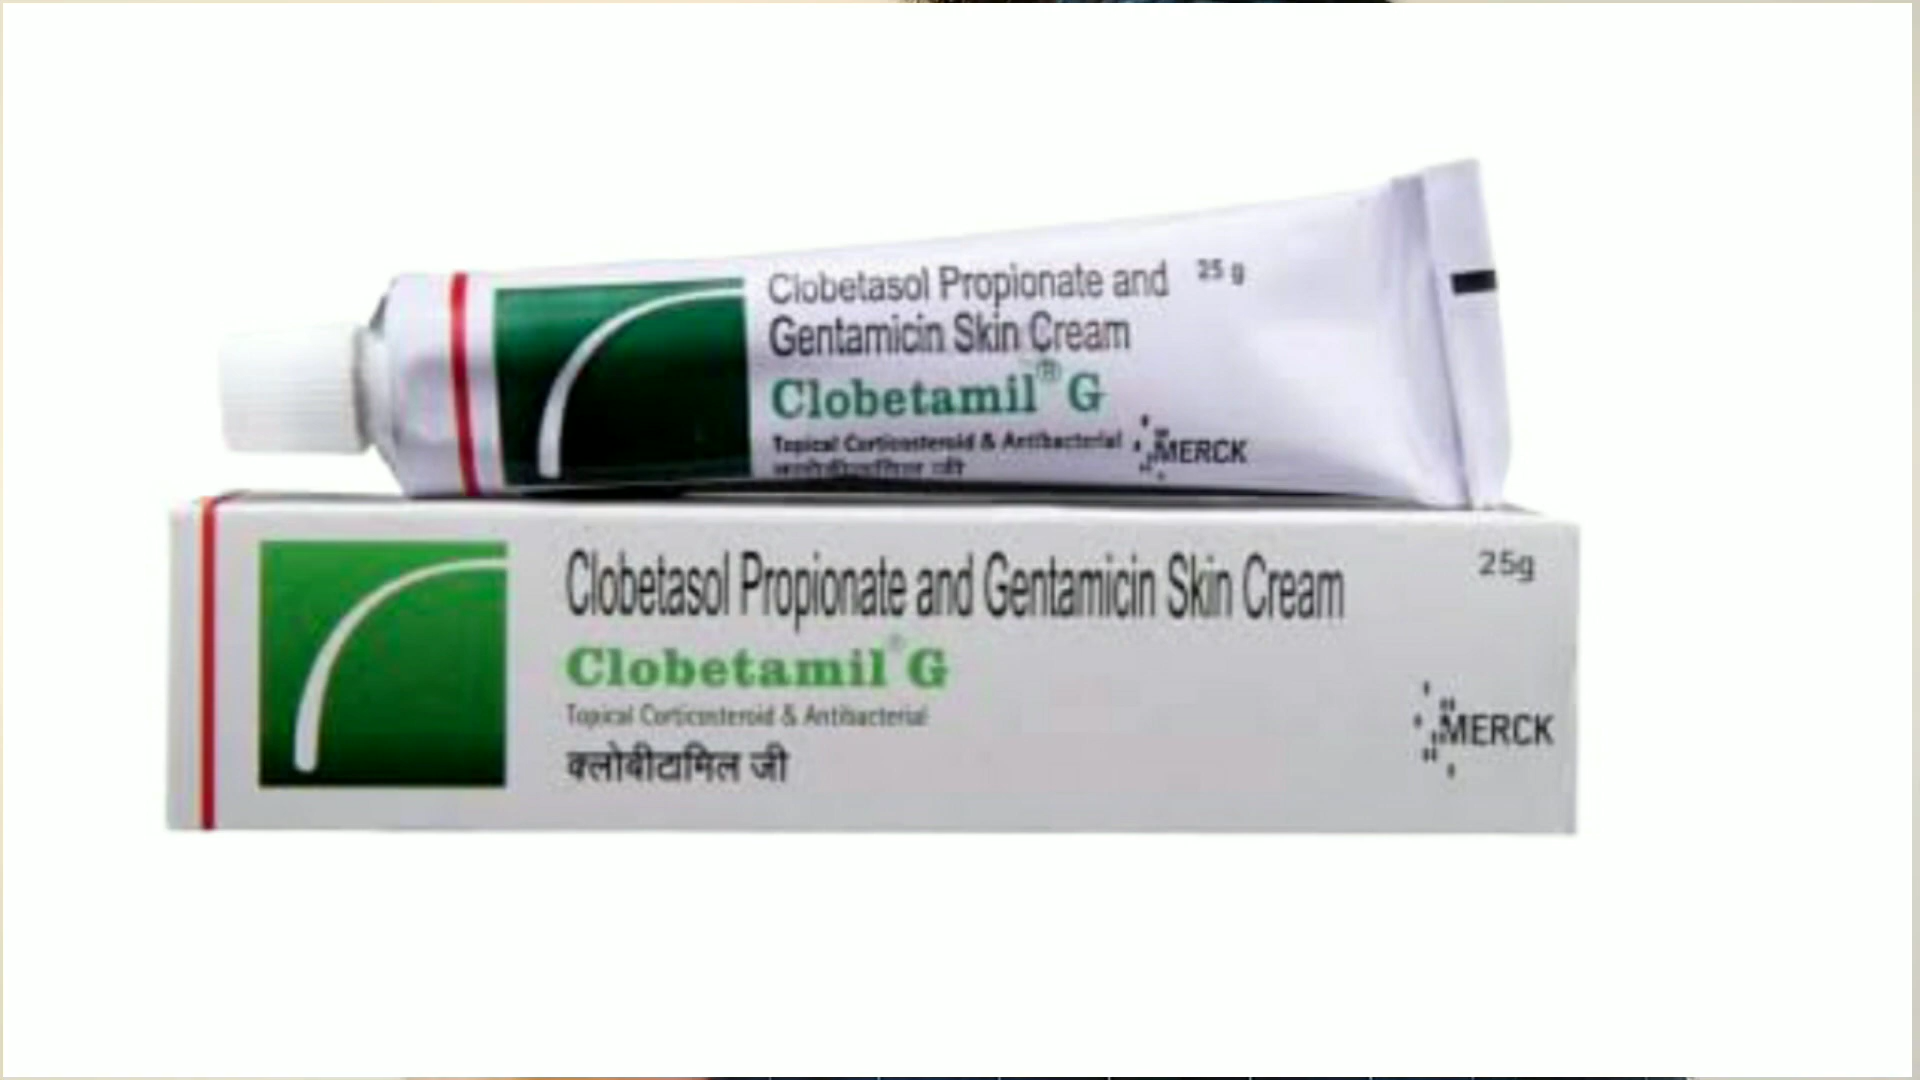 Clobetasol Propionate and 25 g
Gentamicin Skin Cream
Clobetamil® G
Topical Corticosteroid & Antibacterial
MERCK
क्लोबीटामिल जी
Clobetasol Propionate and Gentamicin Skin Cream 25g
Clobetamil® G
Topical Corticosteroid & Antibacterial
MERCK
क्लोबीटामिल जी